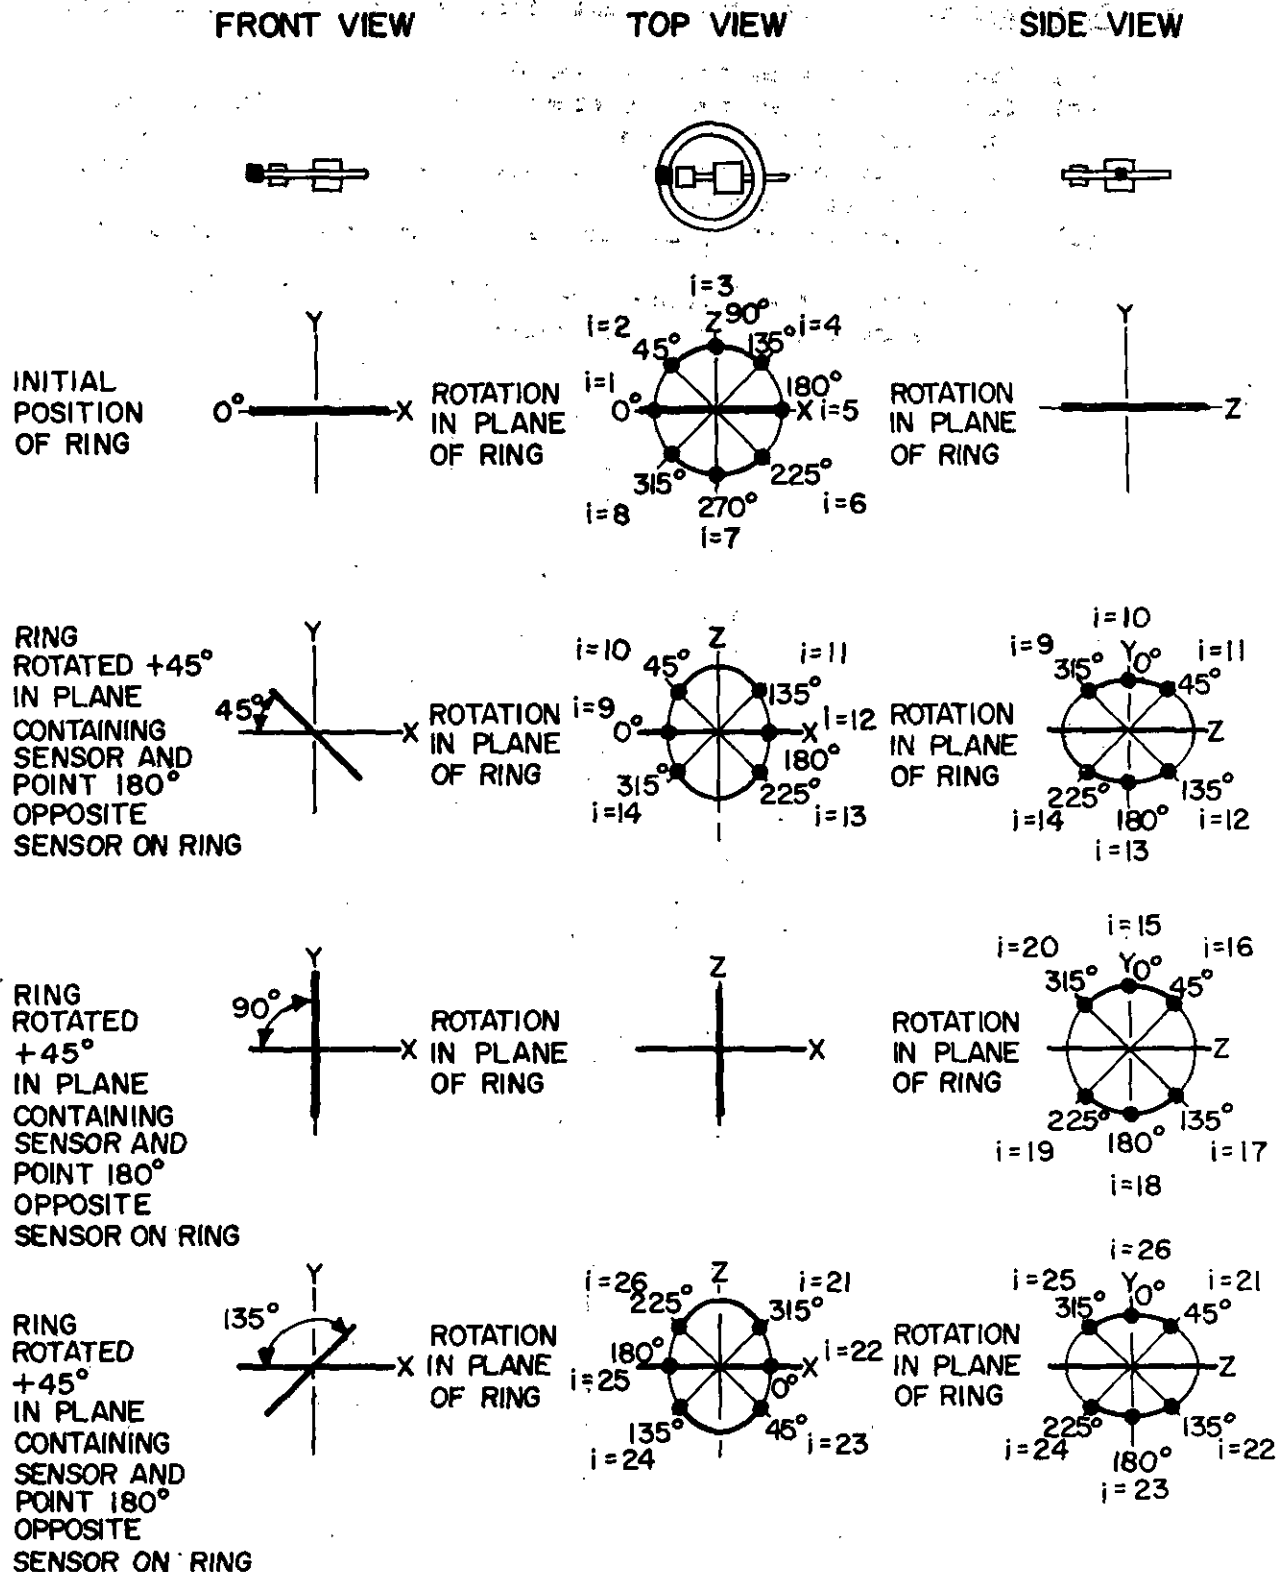 FRONT VIEW
TOP VIEW
SIDE VIEW
INITIAL
POSITION
OF RING
Y
0°
X
ROTATION
IN PLANE
OF RING
i=3
90°
Z
i=2
45°
135°
i=4
i=1
0°
180°
X
i=5
315°
225°
i=8
270°
i=6
i=7
ROTATION
IN PLANE
OF RING
Y
Z
RING
ROTATED +45°
IN PLANE
CONTAINING
SENSOR AND
POINT 180°
OPPOSITE
SENSOR ON RING
Y
45°
X
ROTATION
IN PLANE
OF RING
Z
i=10
45°
i=11
135°
i=9
0°
X
i=12
180°
315°
225°
i=14
i=13
ROTATION
IN PLANE
OF RING
i=10
i=9
Y
0°
i=11
315°
45°
Z
225°
135°
i=14
180°
i=12
i=13
RING
ROTATED
+45°
IN PLANE
CONTAINING
SENSOR AND
POINT 180°
OPPOSITE
SENSOR ON RING
Y
90°
X
ROTATION
IN PLANE
OF RING
Z
X
ROTATION
IN PLANE
OF RING
i=15
i=20
i=16
Y
0°
315°
45°
Z
225°
135°
i=19
180°
i=17
i=18
RING
ROTATED
+45°
IN PLANE
CONTAINING
SENSOR AND
POINT 180°
OPPOSITE
SENSOR ON RING
Y
135°
X
ROTATION
IN PLANE
OF RING
Z
i=26
225°
i=21
315°
180°
X
i=22
i=25
0°
135°
45°
i=24
i=23
ROTATION
IN PLANE
OF RING
i=26
i=25
Y
0°
i=21
315°
45°
Z
225°
135°
i=24
180°
i=22
i=23